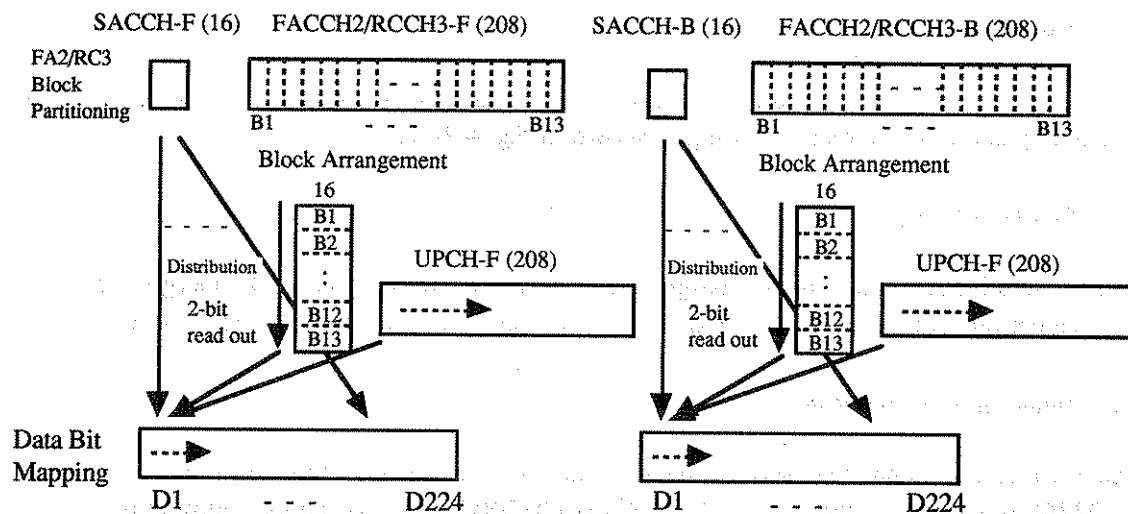 SACCH-F (16) FACCH2/RCCH3-F (208) SACCH-B (16) FACCH2/RCCH3-B (208)
FA2/RC3
Block
Partitioning
B1 - - - B13 B1 - - - B13
Block Arrangement Block Arrangement
16 16
B1 B1
B2 B2
: :
B12 B12
B13 B13
Distribution Distribution
2-bit 2-bit
read out read out
UPCH-F (208) UPCH-F (208)
Data Bit
Mapping
D1 - - - D224 D1 - - - D224